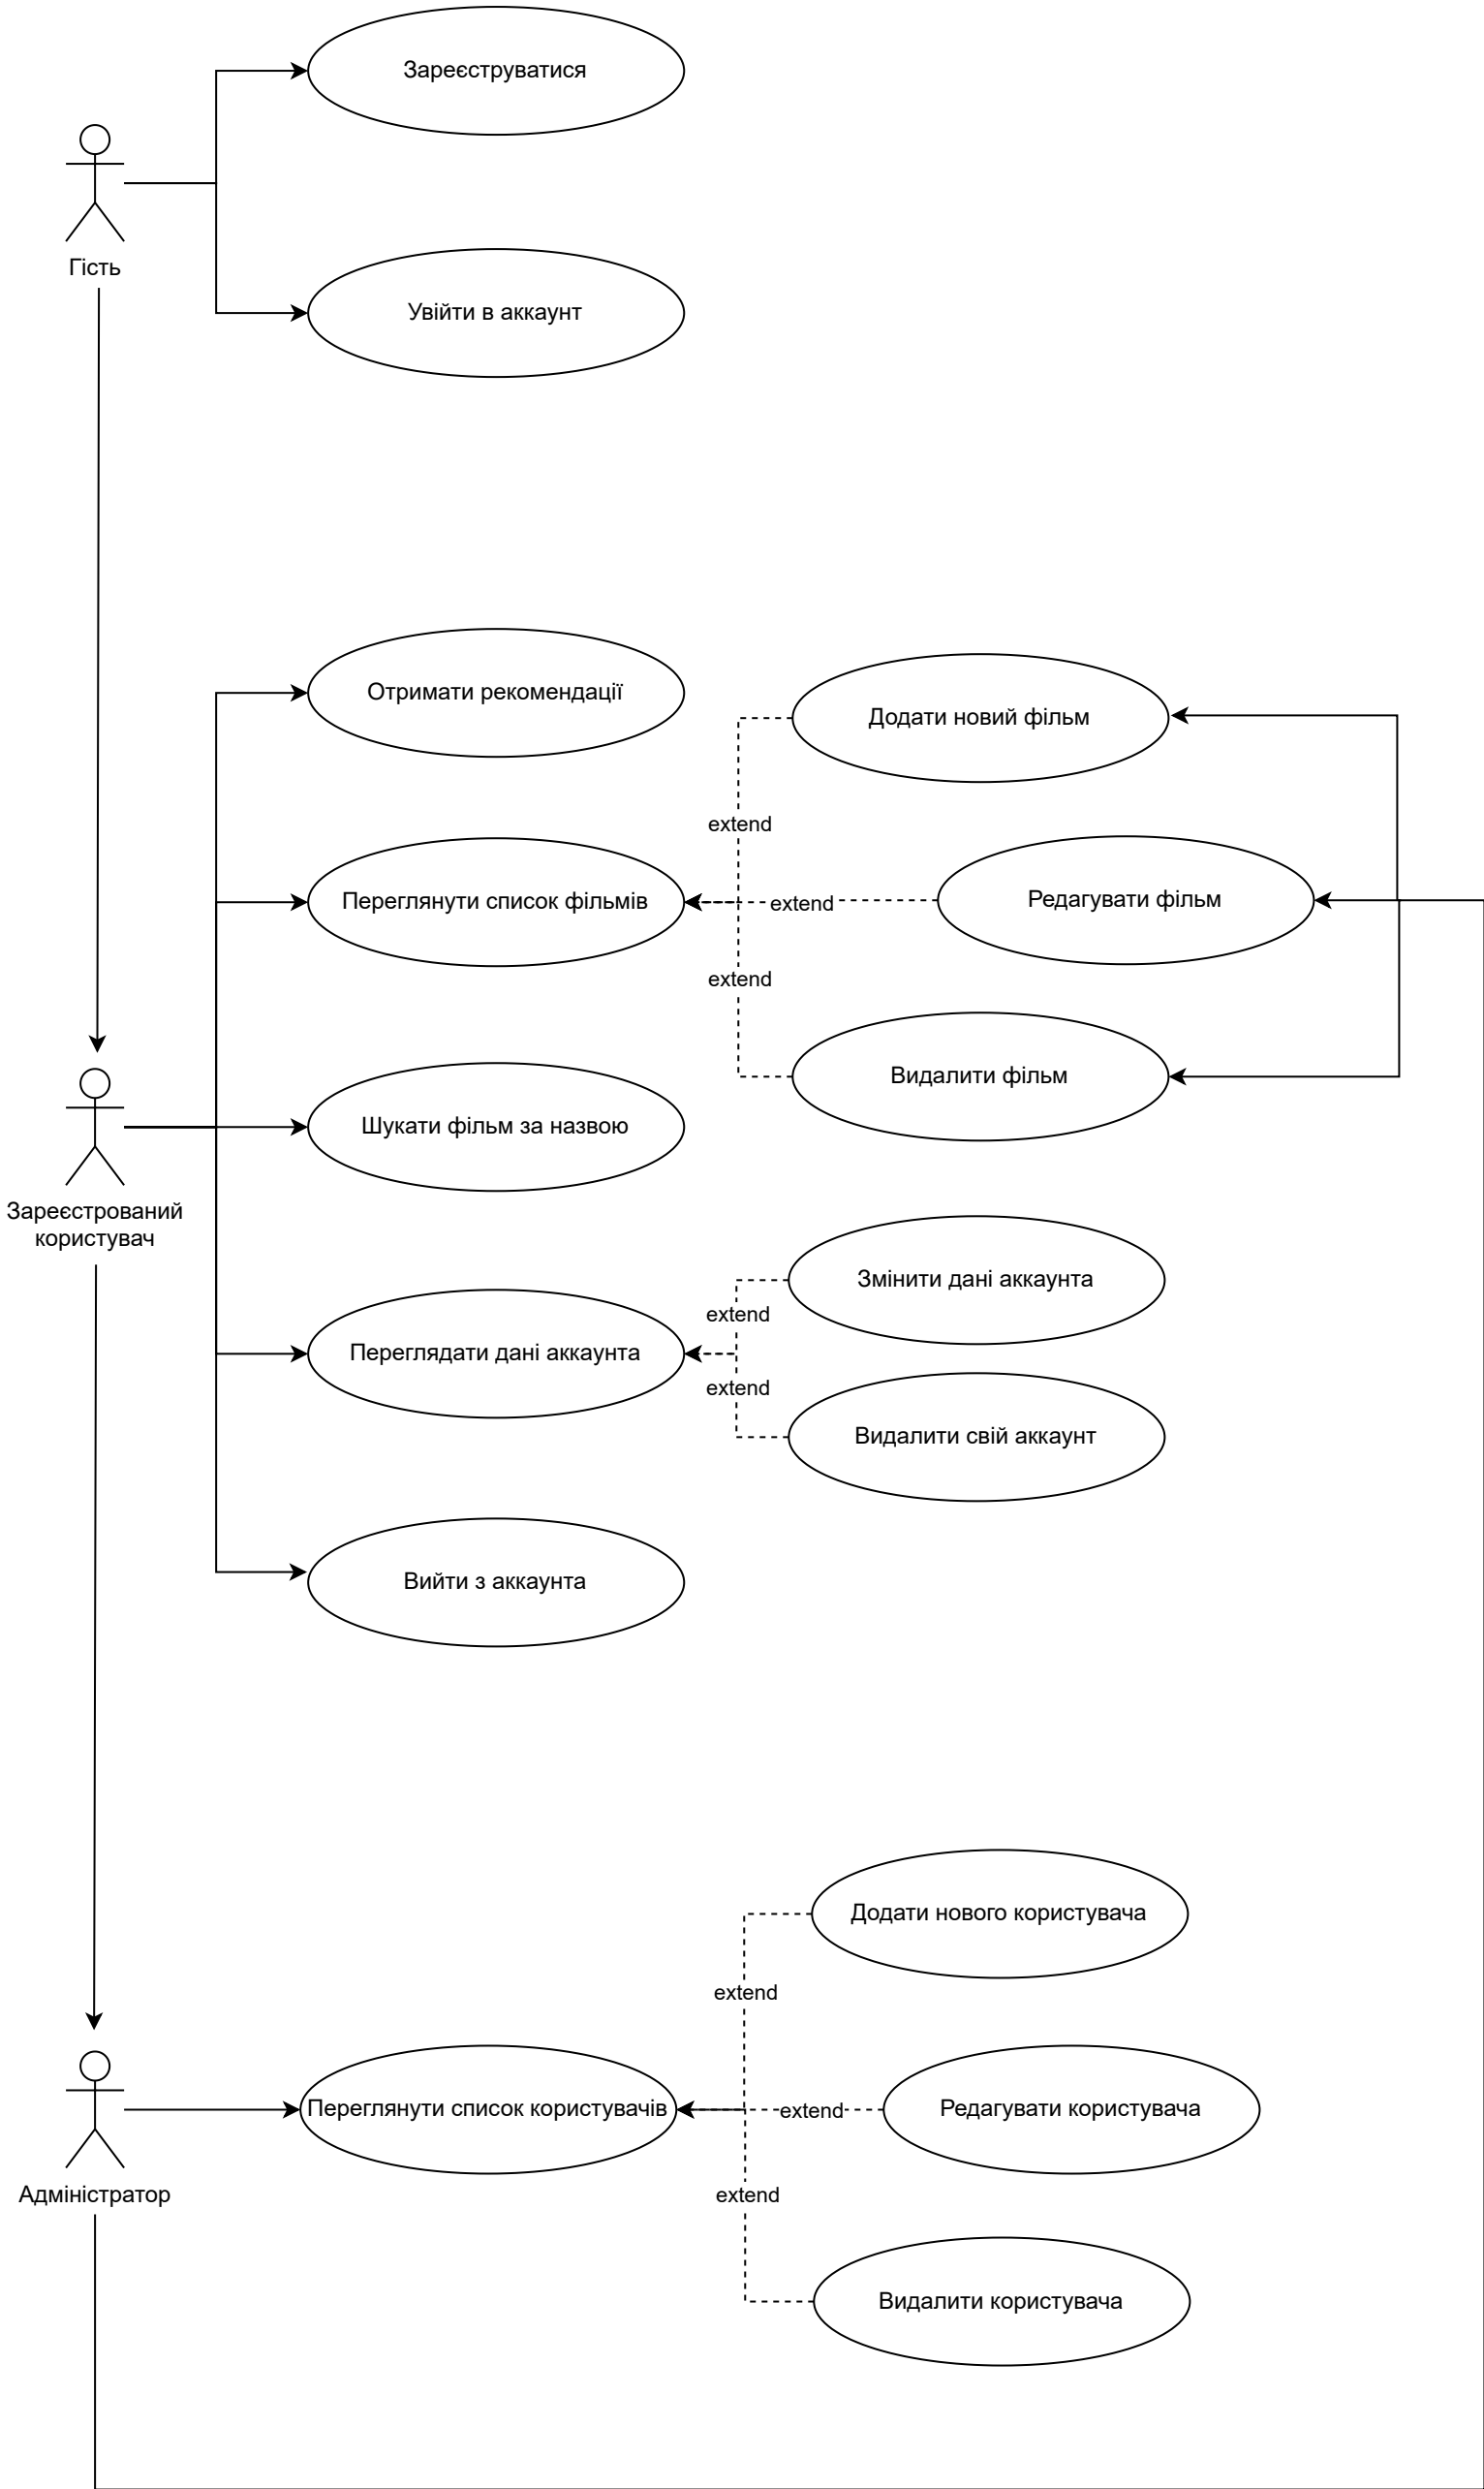 Зареєструватися
Гість
Увійти в аккаунт
Отримати рекомендації
Додати новий фільм
extend
Переглянути список фільмів
extend
Редагувати фільм
extend
Видалити фільм
Шукати фільм за назвою
Зареєстрований
користувач
Змінити дані аккаунта
extend
Переглядати дані аккаунта
extend
Видалити свій аккаунт
Вийти з аккаунта
Додати нового користувача
extend
Переглянути список користувачів
extend
Редагувати користувача
Адміністратор
extend
Видалити користувача